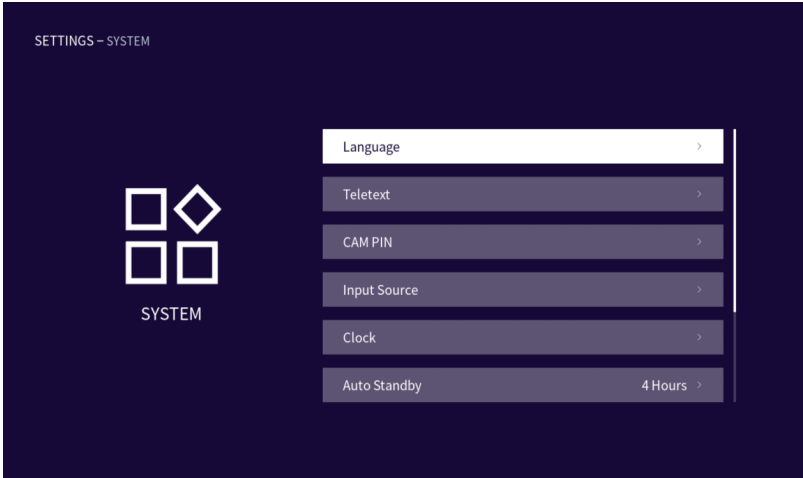 SETTINGS – SYSTEM
Language
Teletext
CAM PIN
Input Source
Clock
Auto Standby 4 Hours
SYSTEM